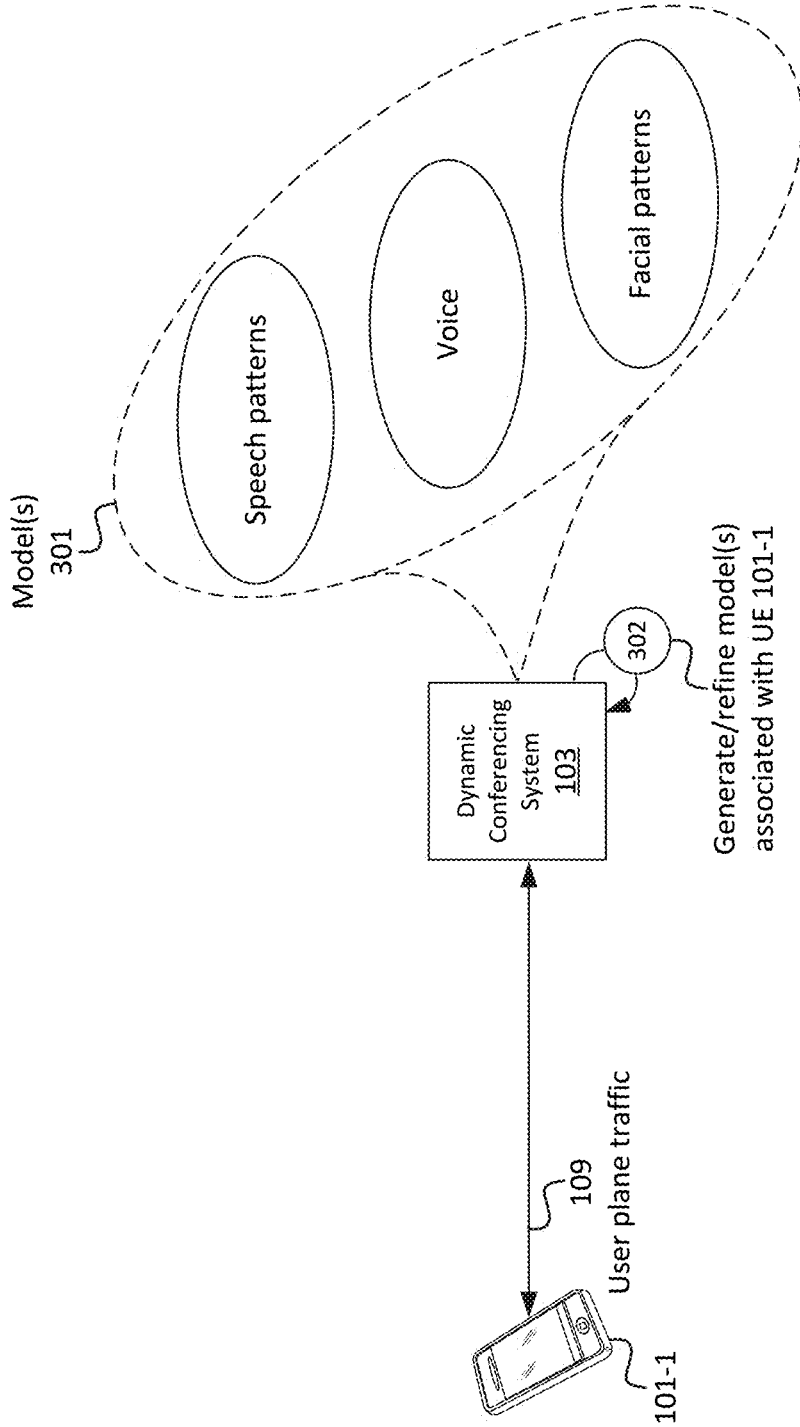 Model(s)
301
Speech patterns
Voice
Facial patterns
Dynamic
Conferencing
System
103
302
Generate/refine model(s)
associated with UE 101-1
109
User plane traffic
101-1